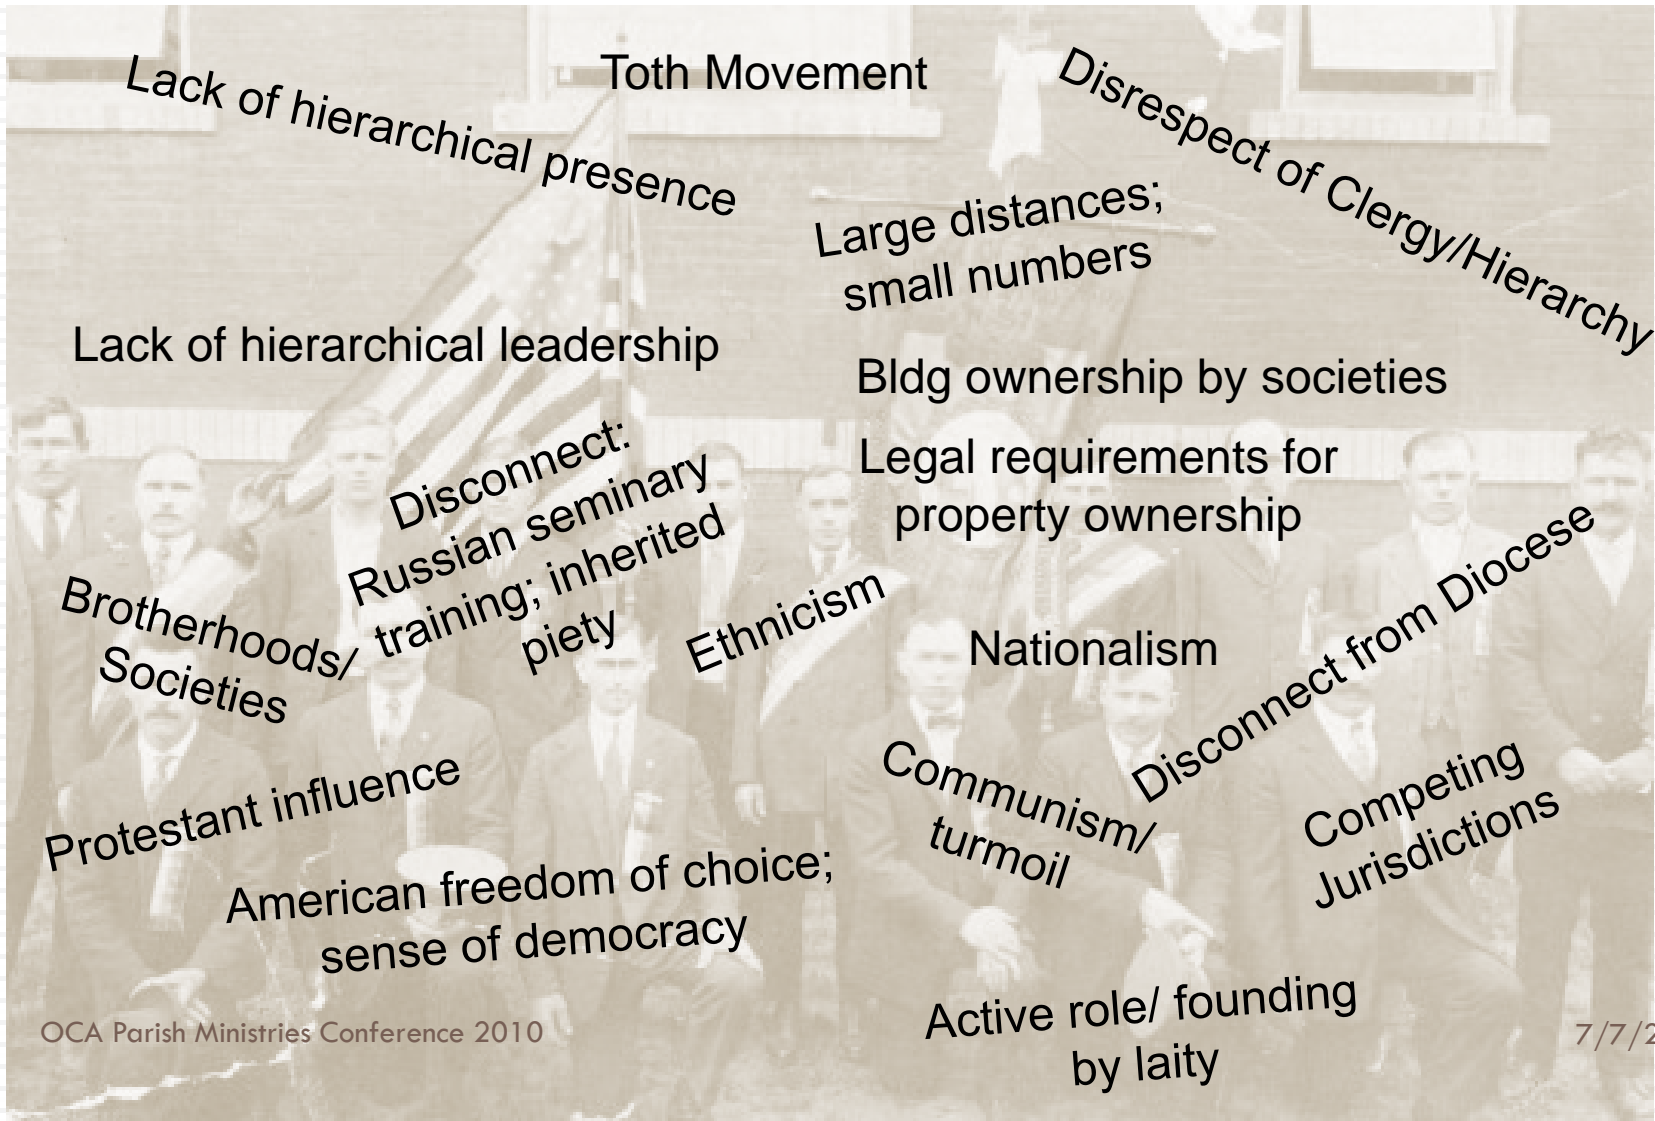 Lack of hierarchical presence
Toth Movement
Disrespect of Clergy/Hierarchy
Large distances;
small numbers
Lack of hierarchical leadership
Bldg ownership by societies
Disconnect:
Russian seminary
training; inherited
piety
Legal requirements for
property ownership
Brotherhoods/
Societies
Ethnicism
Nationalism
Disconnect from Diocese
Protestant influence
Communism/
turmoil
Competing
Jurisdictions
American freedom of choice;
sense of democracy
Active role/ founding
by laity
OCA Parish Ministries Conference 2010
7/7/2